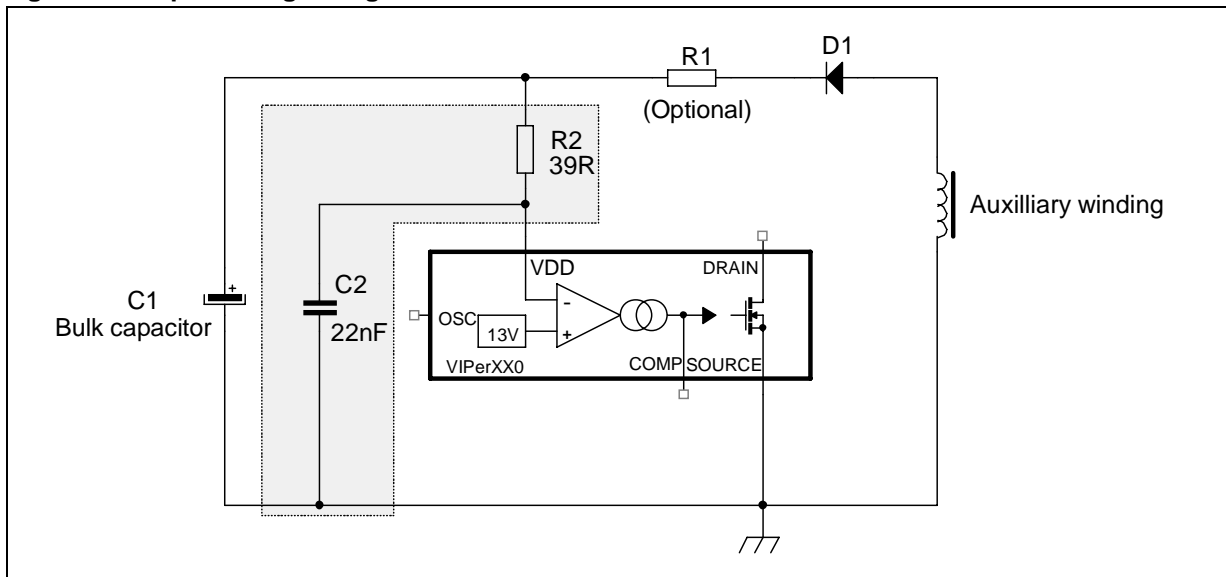 R1
D1
(Optional)
R2
39R
Auxilliary winding
VDD
DRAIN
C2
C1
Bulk capacitor
22nF
OSC
13V
-
+
+
VIPerXX0
COMP
SOURCE